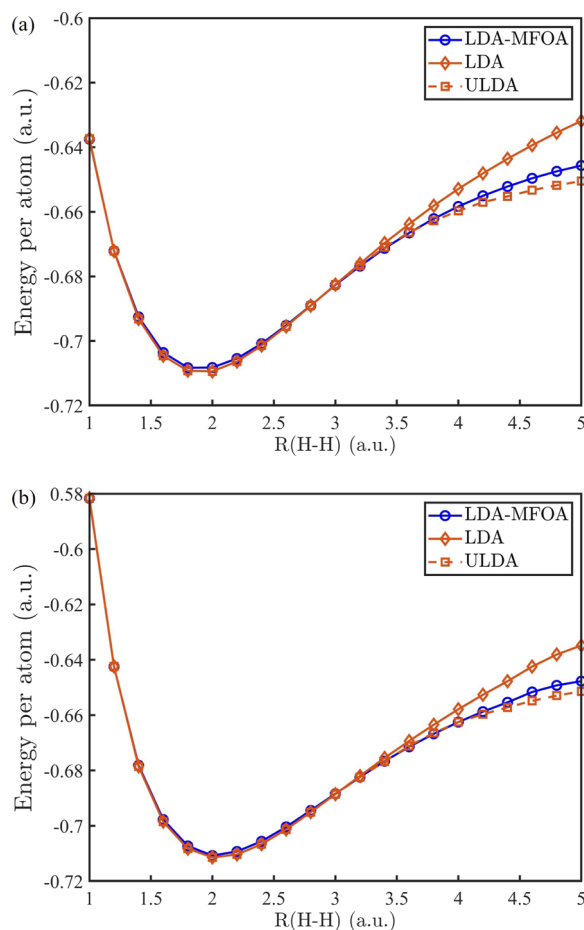 (a)
-0.6
-0.62
-0.64
-0.66
-0.68
-0.7
-0.72
Energy per atom (a.u.)
LDA-MFOA
LDA
ULDA
1 1.5 2 2.5 3 3.5 4 4.5 5
R(H-H) (a.u.)
(b)
0.58
-0.6
-0.62
-0.64
-0.66
-0.68
-0.7
-0.72
Energy per atom (a.u.)
LDA-MFOA
LDA
ULDA
1 1.5 2 2.5 3 3.5 4 4.5 5
R(H-H) (a.u.)